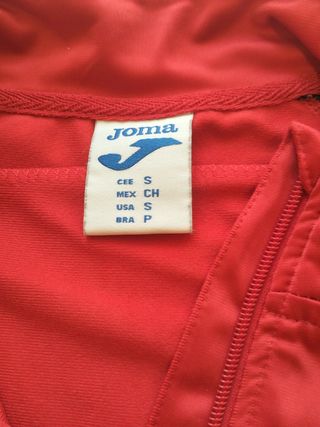 Joma
CEE S
MEX CH
USA S
BRA P